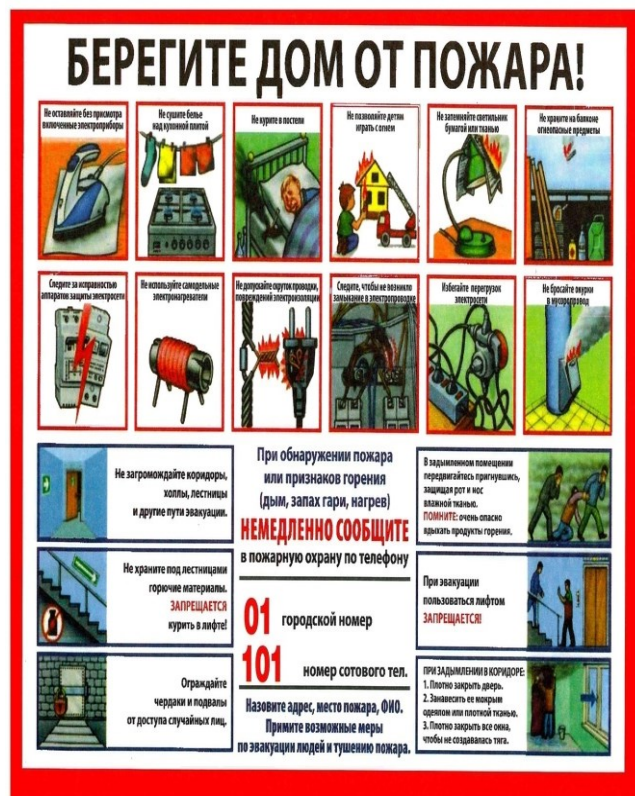 БЕРЕГИТЕ ДОМ ОТ ПОЖАРА!
Не оставляйте без присмотра
включенные электроприборы
Не сушите белье
над кухонной плитой
Не курите в постели
Не позволяйте детям
играть с огнем
Не затемняйте светильник
бумагой или тканью
Не храните на балконе
огнеопасные предметы
Следите за исправностью
аппаратов защиты электросети
Не используйте самодельные
электронагреватели
Не допускайте скруток проводки,
повреждений электроизоляции
Следите, чтобы не возникло
замыкание в электропроводке
Избегайте перегрузок
электросети
Не бросайте окурки
в мусоропровод
Не загромождайте коридоры,
холлы, лестницы
и другие пути эвакуации.
Не храните под лестницами
горючие материалы.
ЗАПРЕЩАЕТСЯ
курить в лифте!
Ограждайте
чердаки и подвалы
от доступа случайных лиц.
При обнаружении пожара
или признаков горения
(дым, запах гари, нагрев)
НЕМЕДЛЕННО СООБЩИТЕ
в пожарную охрану по телефону
01 городской номер
101 номер сотового тел.
Назовите адрес, место пожара, ФИО.
Примите возможные меры
по эвакуации людей и тушению пожара.
В задымленном помещении
передвигайтесь пригнувшись,
защищая рот и нос
влажной тканью.
ПОМНИТЕ: очень опасно
вдыхать продукты горения.
При эвакуации
пользоваться лифтом
ЗАПРЕЩАЕТСЯ!
ПРИ ЗАДЫМЛЕНИИ В КОРИДОРЕ:
1. Плотно закрыть дверь.
2. Занавесить ее мокрым
одеялом или плотной тканью.
3. Плотно закрыть все окна,
чтобы не создавалась тяга.